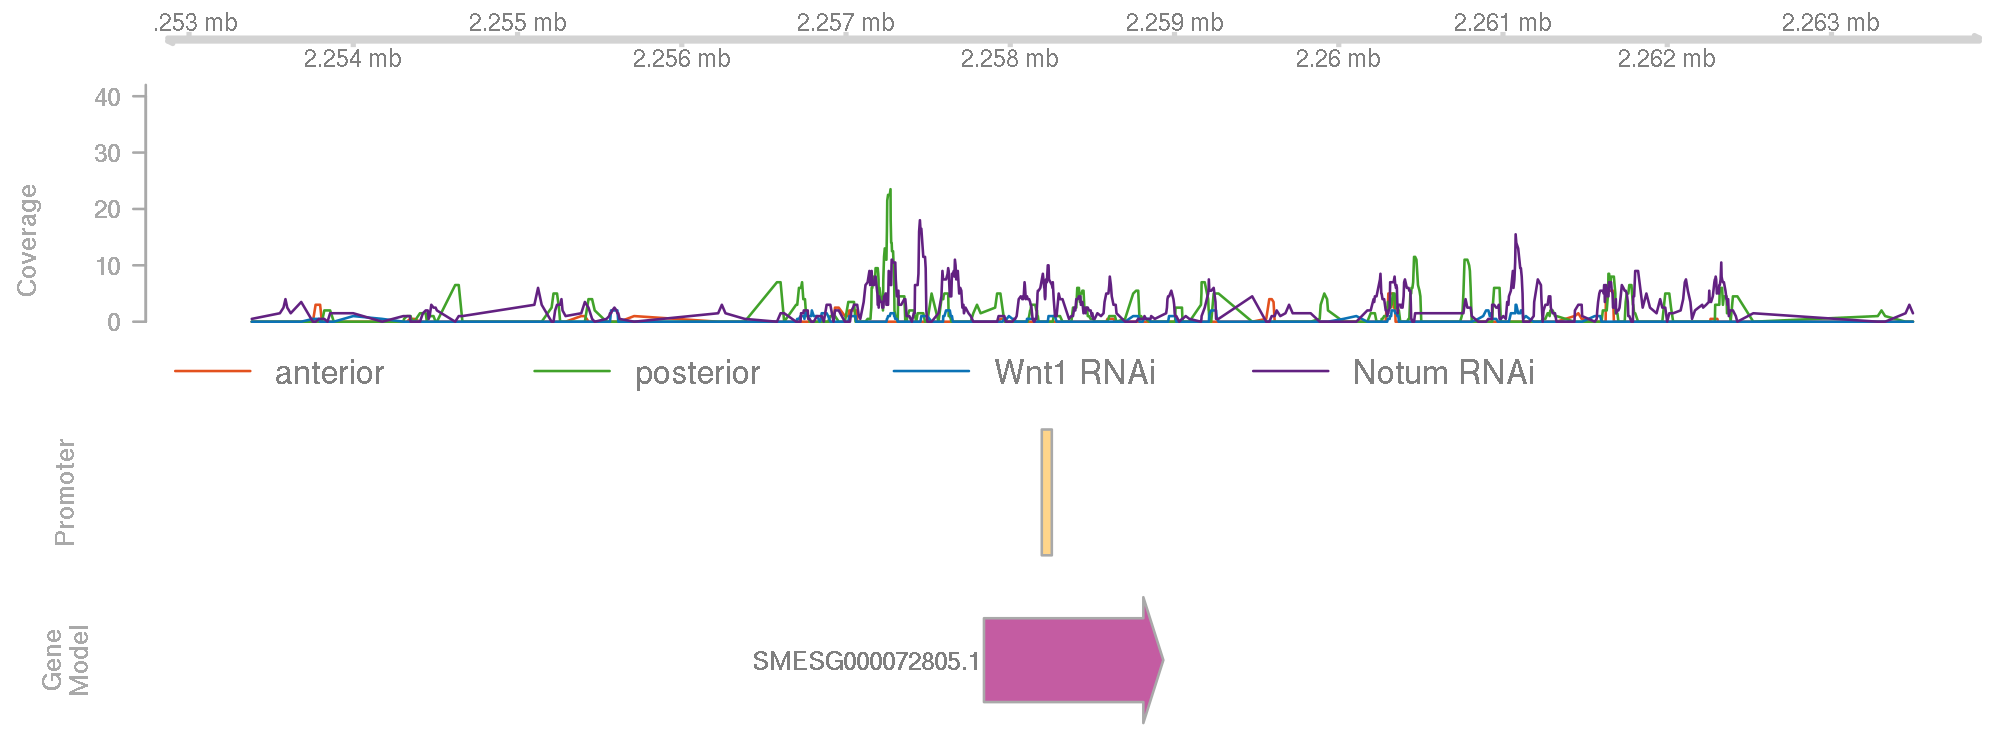 .253 mb 2.255 mb 2.257 mb 2.259 mb 2.261 mb 2.263 mb
2.254 mb 2.256 mb 2.258 mb 2.26 mb 2.262 mb
Coverage
40
30
20
10
0
anterior posterior Wnt1 RNAi Notum RNAi
Promoter
Gene
Model
SMESG000072805.1